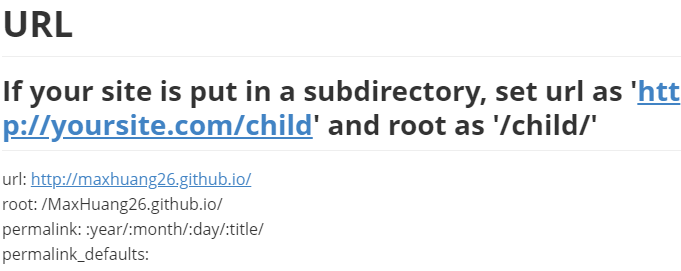 URL
If your site is put in a subdirectory, set url as 'htt
p://yoursite.com/child' and root as '/child/'
url: http://maxhuang26.github.io/
root: /MaxHuang26.github.io/
permalink: :year/:month/:day/:title/
permalink_defaults: